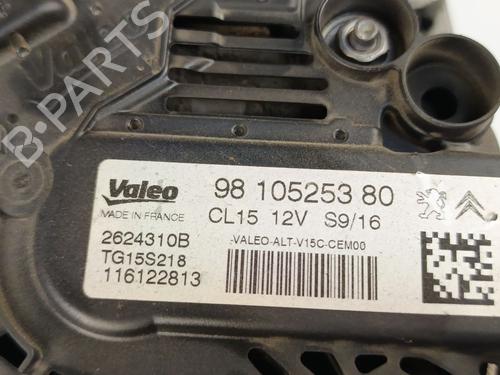 Valeo
B-PARTS
Valeo 98 105253 80
MADE IN FRANCE CL15 12V S9/16
2624310B VALEO-ALT-V15C-CEM00
TG15S218
116122813